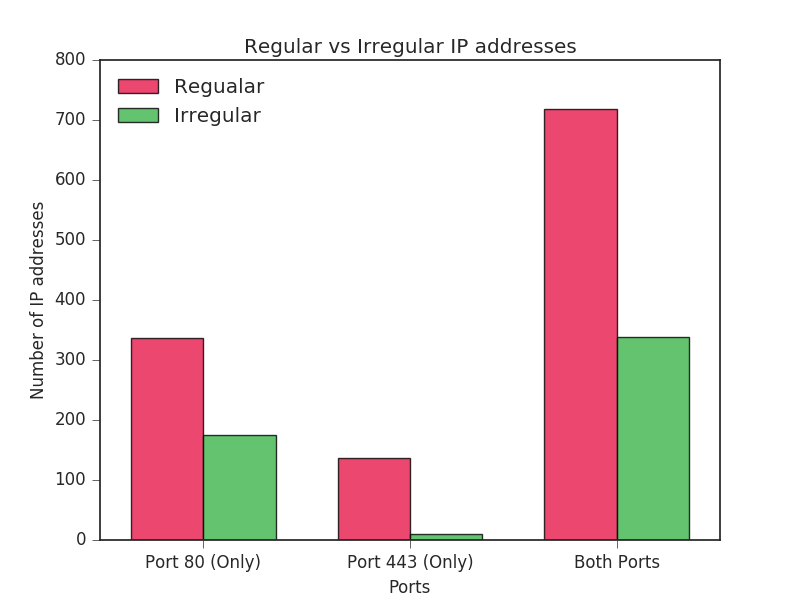 Regular vs Irregular IP addresses
800
700
600
500
400
300
200
100
0
Number of IP addresses
Regualar
Irregular
Port 80 (Only)
Port 443 (Only)
Both Ports
Ports